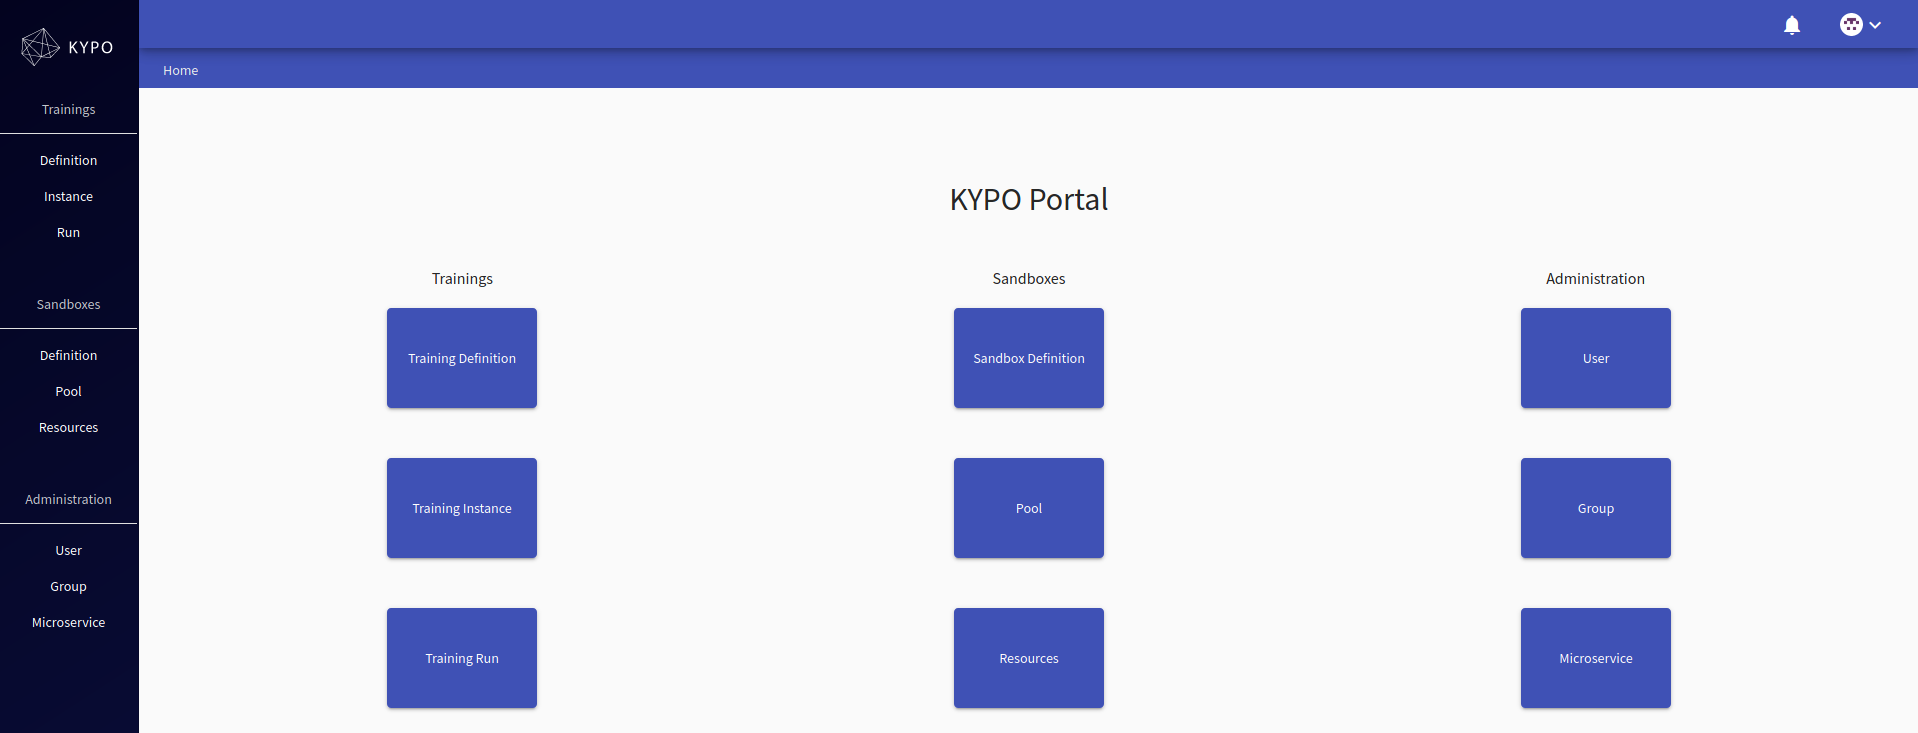 KYPO
Trainings
Definition
Instance
Run
Sandboxes
Definition
Pool
Resources
Administration
User
Group
Microservice
Home
KYPO Portal
Trainings
Training Definition
Training Instance
Training Run
Sandboxes
Sandbox Definition
Pool
Resources
Administration
User
Group
Microservice